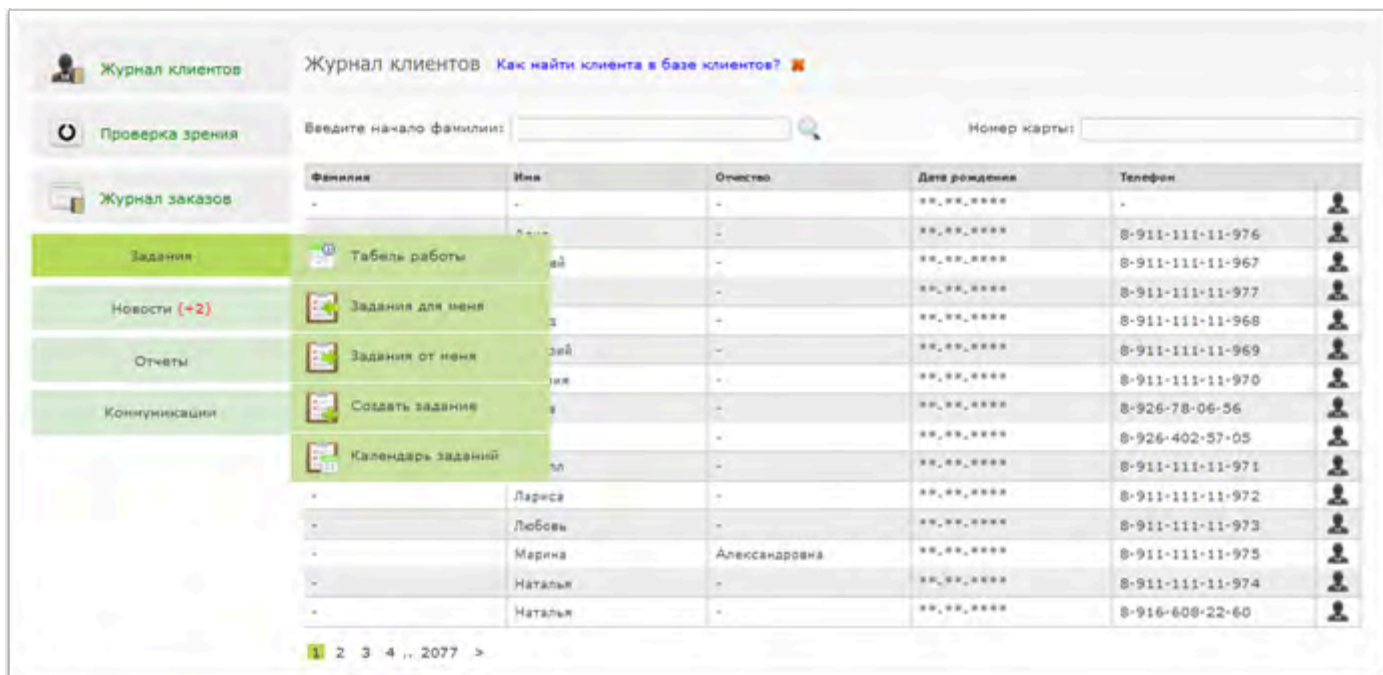 Журнал клиентов
Проверка зрения
Журнал заказов
Задания
Новости (+2)
Отчеты
Коммуникации
Табель работы
Задания для меня
Задания от меня
Создать задание
Календарь заданий
Журнал клиентов Как найти клиента в базе клиентов?
Введите начало фамилии: Номер карты:
Фамилия Имя Отчество Дата рождения Телефон
- - - **.**.**** -
- **.**.**** 8-911-111-11-976
ей - **.**.**** 8-911-111-11-967
- **.**.**** 8-911-111-11-977
- **.**.**** 8-911-111-11-968
рий - **.**.**** 8-911-111-11-969
ия - **.**.**** 8-911-111-11-970
- **.**.**** 8-926-78-06-56
- **.**.**** 8-926-402-57-05
лл - **.**.**** 8-911-111-11-971
- Лариса - **.**.**** 8-911-111-11-972
- Любовь - **.**.**** 8-911-111-11-973
- Марина Александровна **.**.**** 8-911-111-11-975
- Наталья - **.**.**** 8-911-111-11-974
- Наталья - **.**.**** 8-916-608-22-60
1 2 3 4 .. 2077 >